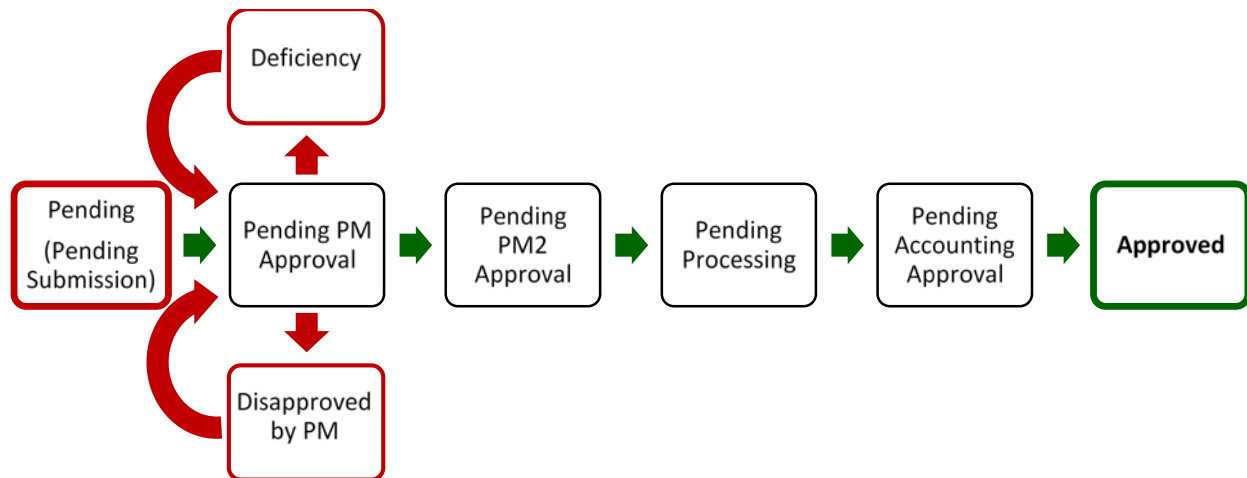 Deficiency
Pending
(Pending
Submission)
Pending PM
Approval
Pending
PM2
Approval
Pending
Processing
Pending
Accounting
Approval
Approved
Disapproved
by PM